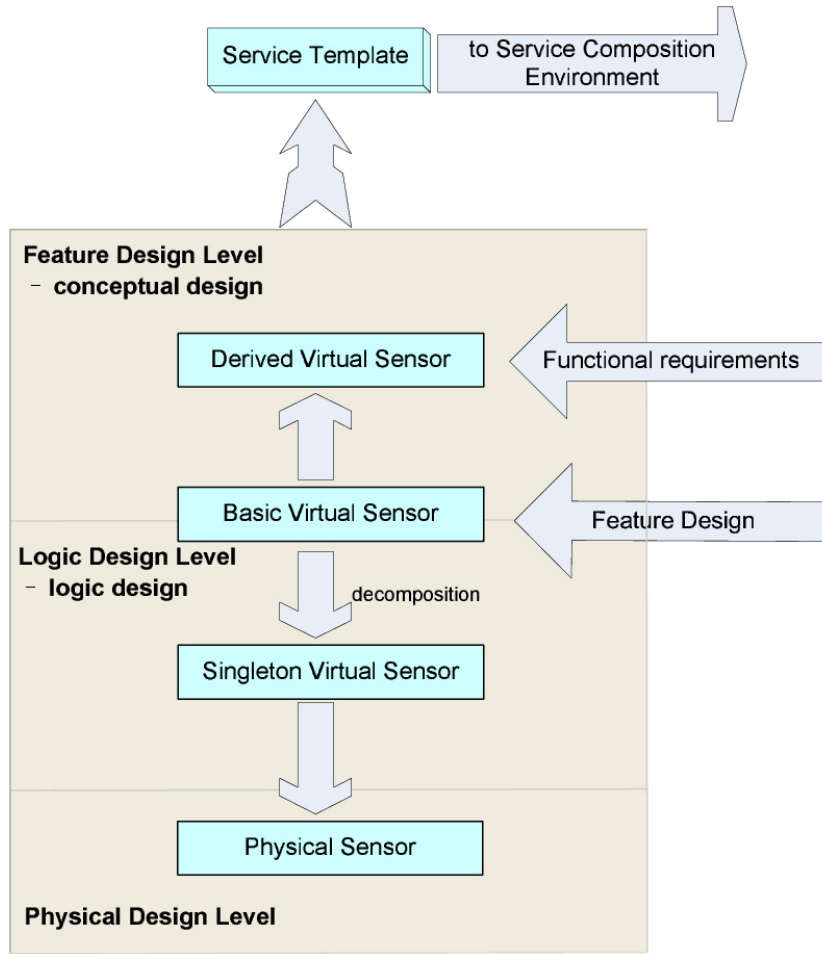 Service Template
to Service Composition
Environment
Feature Design Level
- conceptual design
Derived Virtual Sensor
Functional requirements
Basic Virtual Sensor
Feature Design
Logic Design Level
- logic design
decomposition
Singleton Virtual Sensor
Physical Sensor
Physical Design Level